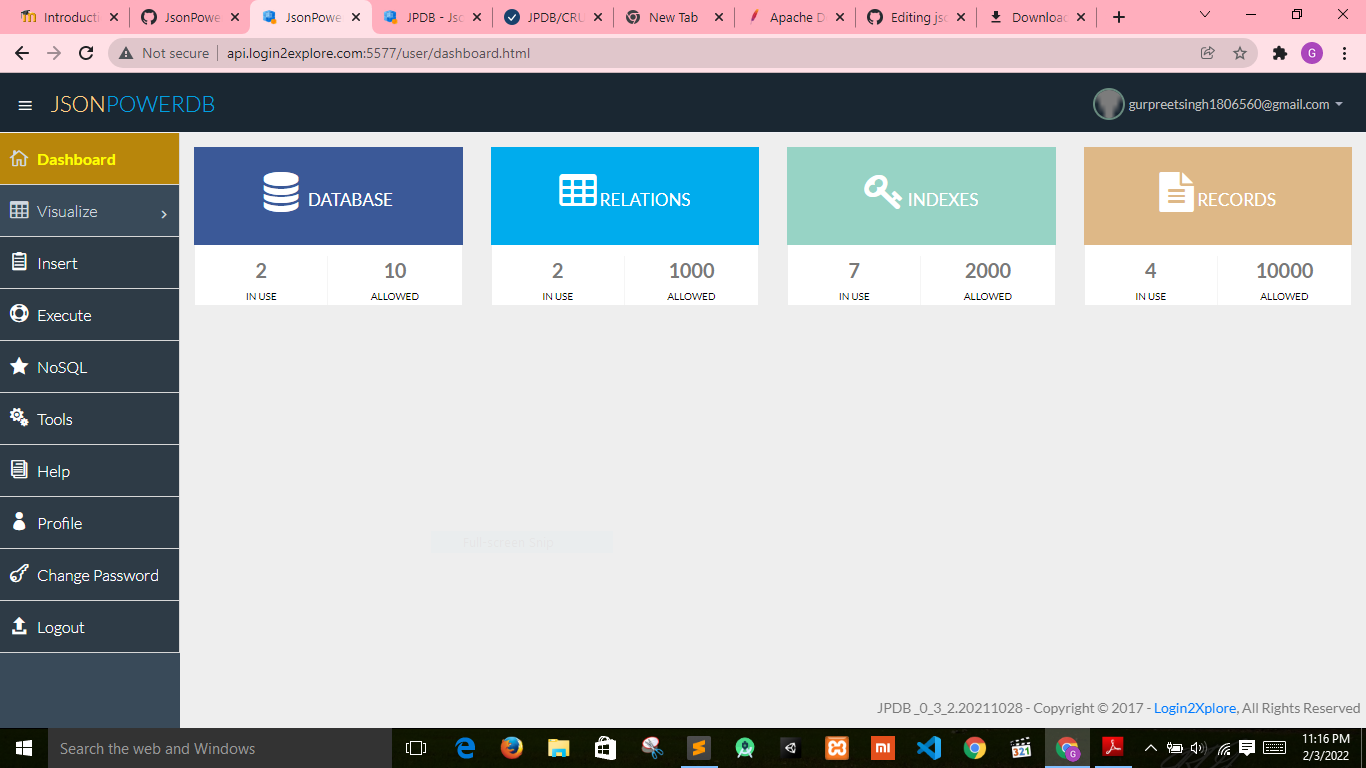 Introducti
JsonPowe
JsonPowe
JPDB - Jso
JPDB/CRU
New Tab
Apache D
Editing jsc
Downloac
Not secure
api.login2explore.com:5577/user/dashboard.html
G
JSONPOWERDB
gurpreetsingh1806560@gmail.com
Dashboard
Visualize
Insert
Execute
NoSQL
Tools
Help
Profile
Change Password
Logout
DATABASE
2 10
IN USE ALLOWED
RELATIONS
2 1000
IN USE ALLOWED
INDEXES
7 2000
IN USE ALLOWED
RECORDS
4 10000
IN USE ALLOWED
JPDB _0_3_2.20211028 - Copyright © 2017 - Login2Xplore, All Rights Reserved
Search the web and Windows
mi
321
G
11:16 PM
2/3/2022